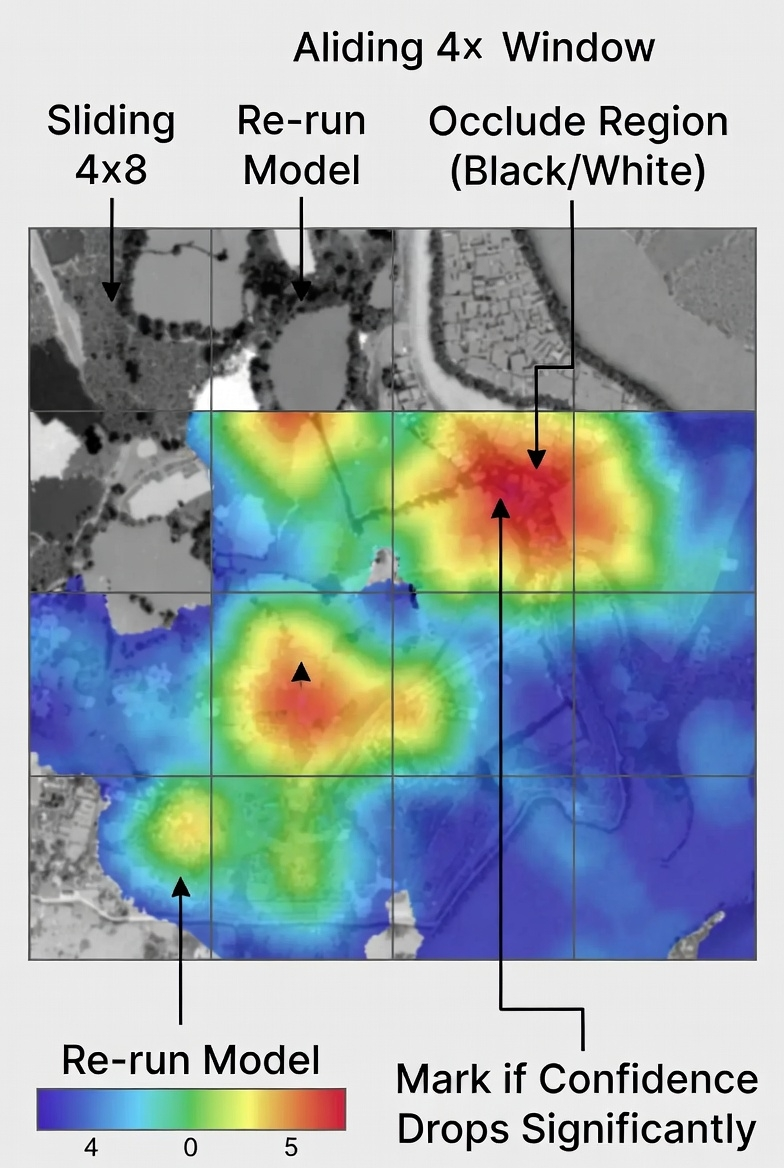 Aliding 4x Window
Sliding
4x8
Re-run
Model
Occlude Region
(Black/White)
Re-run Model
4 0 5
Mark if Confidence
Drops Significantly